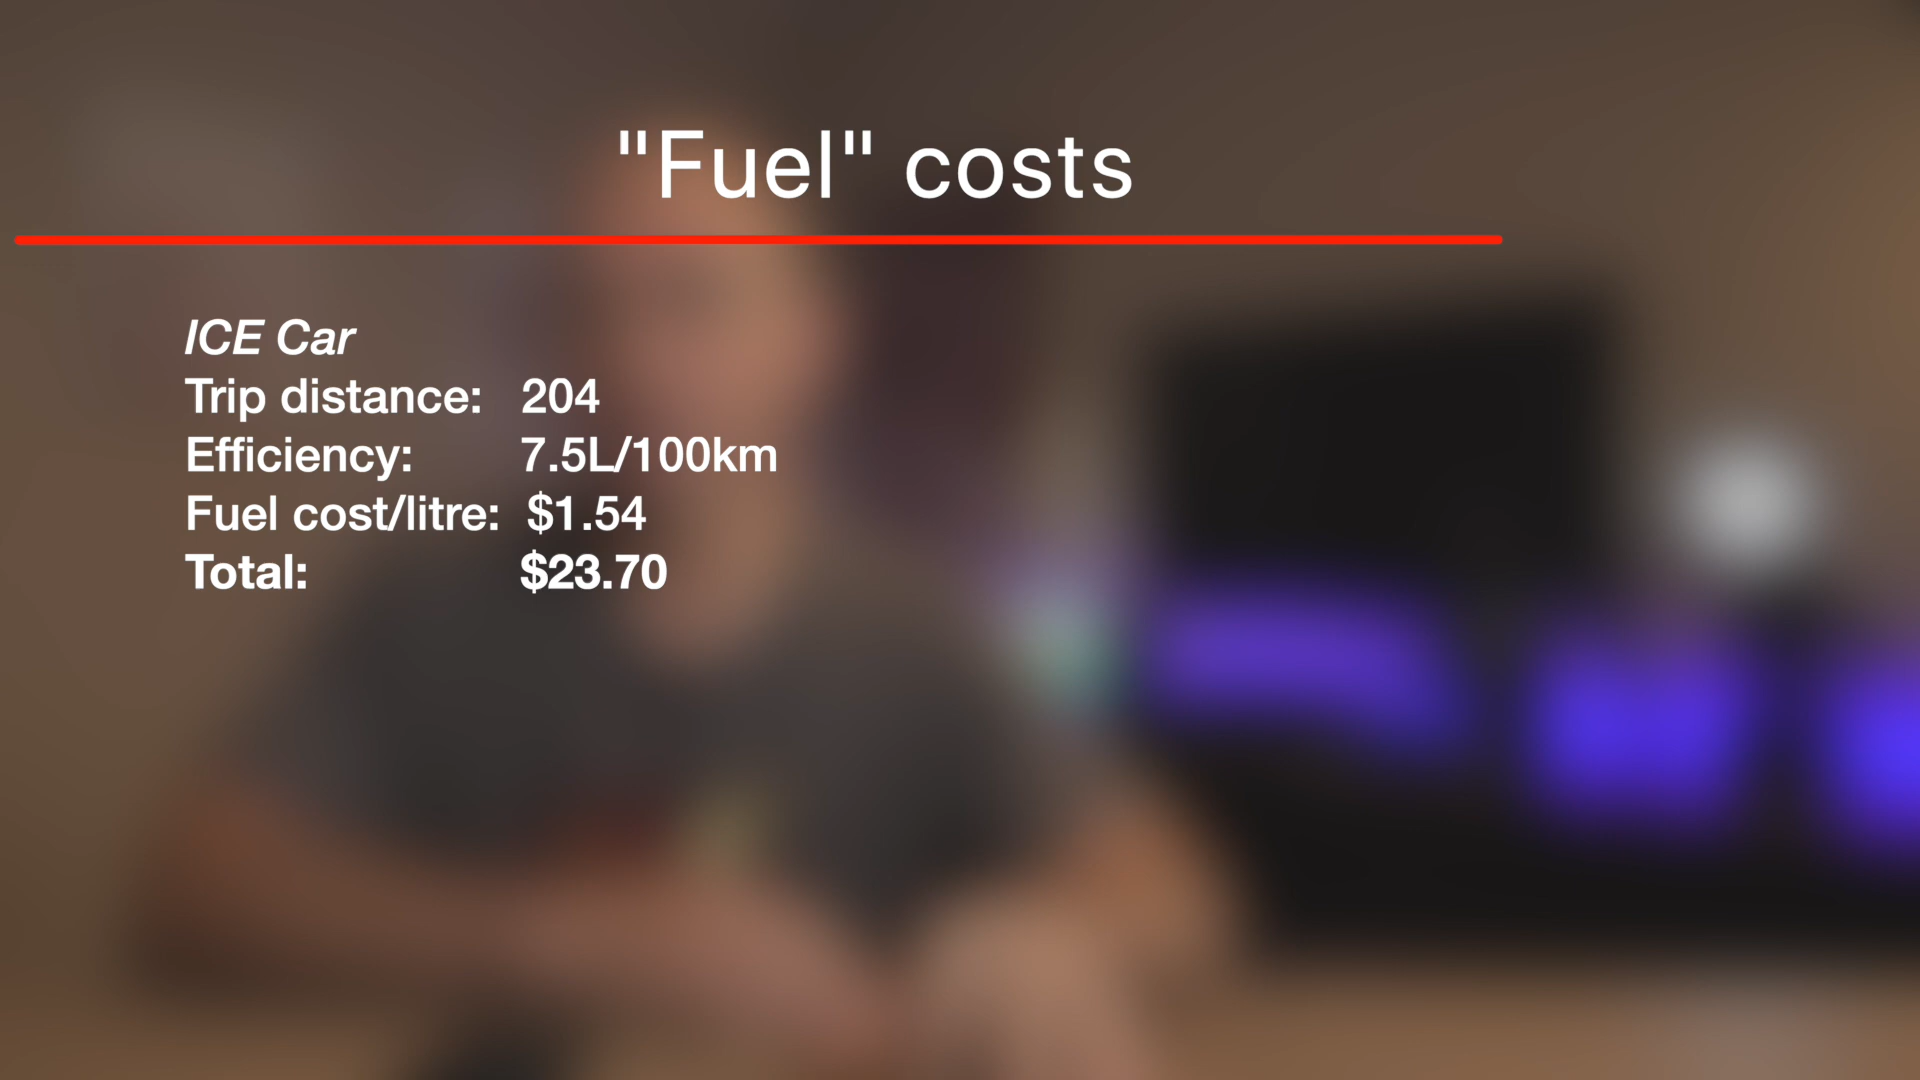 "Fuel" costs
ICE Car
Trip distance: 204
Efficiency: 7.5L/100km
Fuel cost/litre: $1.54
Total: $23.70